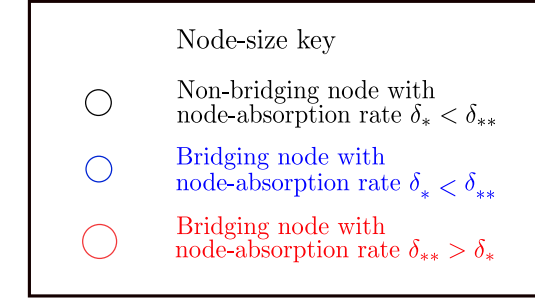 Node-size key
Non-bridging node with
node-absorption rate δ⁎ < δ⁎⁎
Bridging node with
node-absorption rate δ⁎ < δ⁎⁎
Bridging node with
node-absorption rate δ⁎⁎ > δ⁎